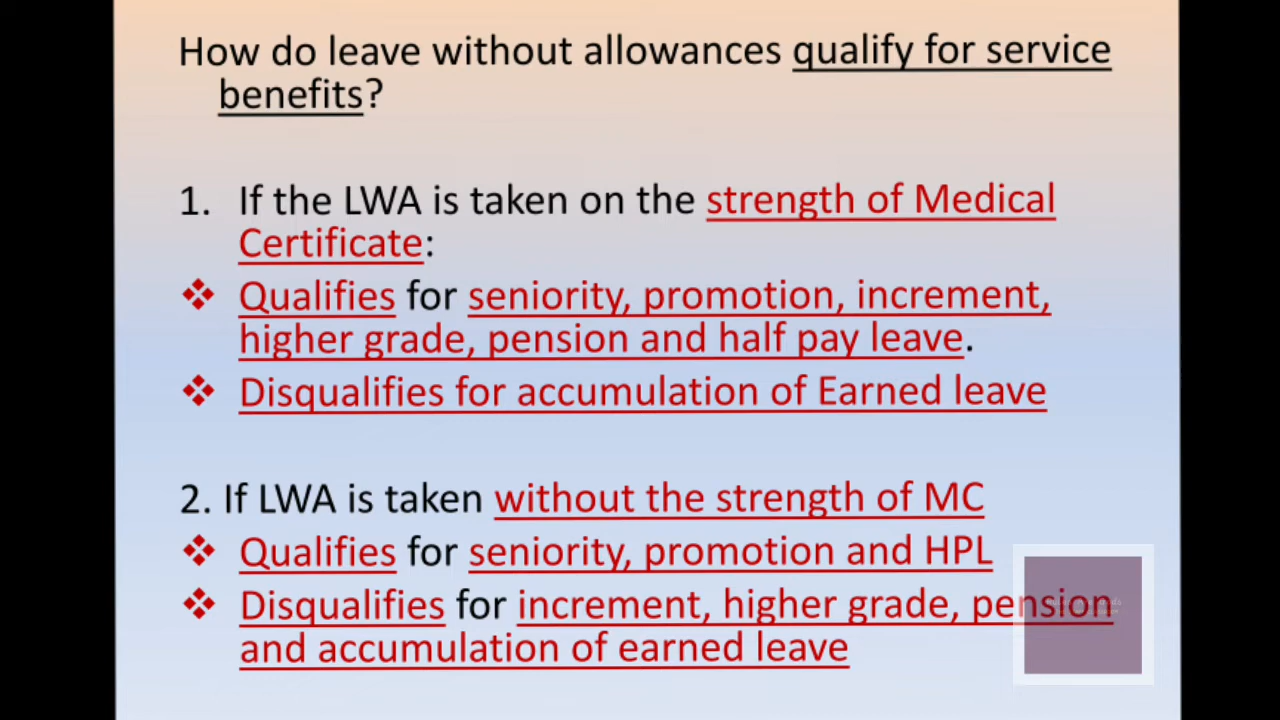 How do leave without allowances qualify for service
benefits?
1. If the LWA is taken on the strength of Medical
Certificate:
❖ Qualifies for seniority, promotion, increment,
higher grade, pension and half pay leave.
❖ Disqualifies for accumulation of Earned leave
2. If LWA is taken without the strength of MC
❖ Qualifies for seniority, promotion and HPL
❖ Disqualifies for increment, higher grade, pension
and accumulation of earned leave